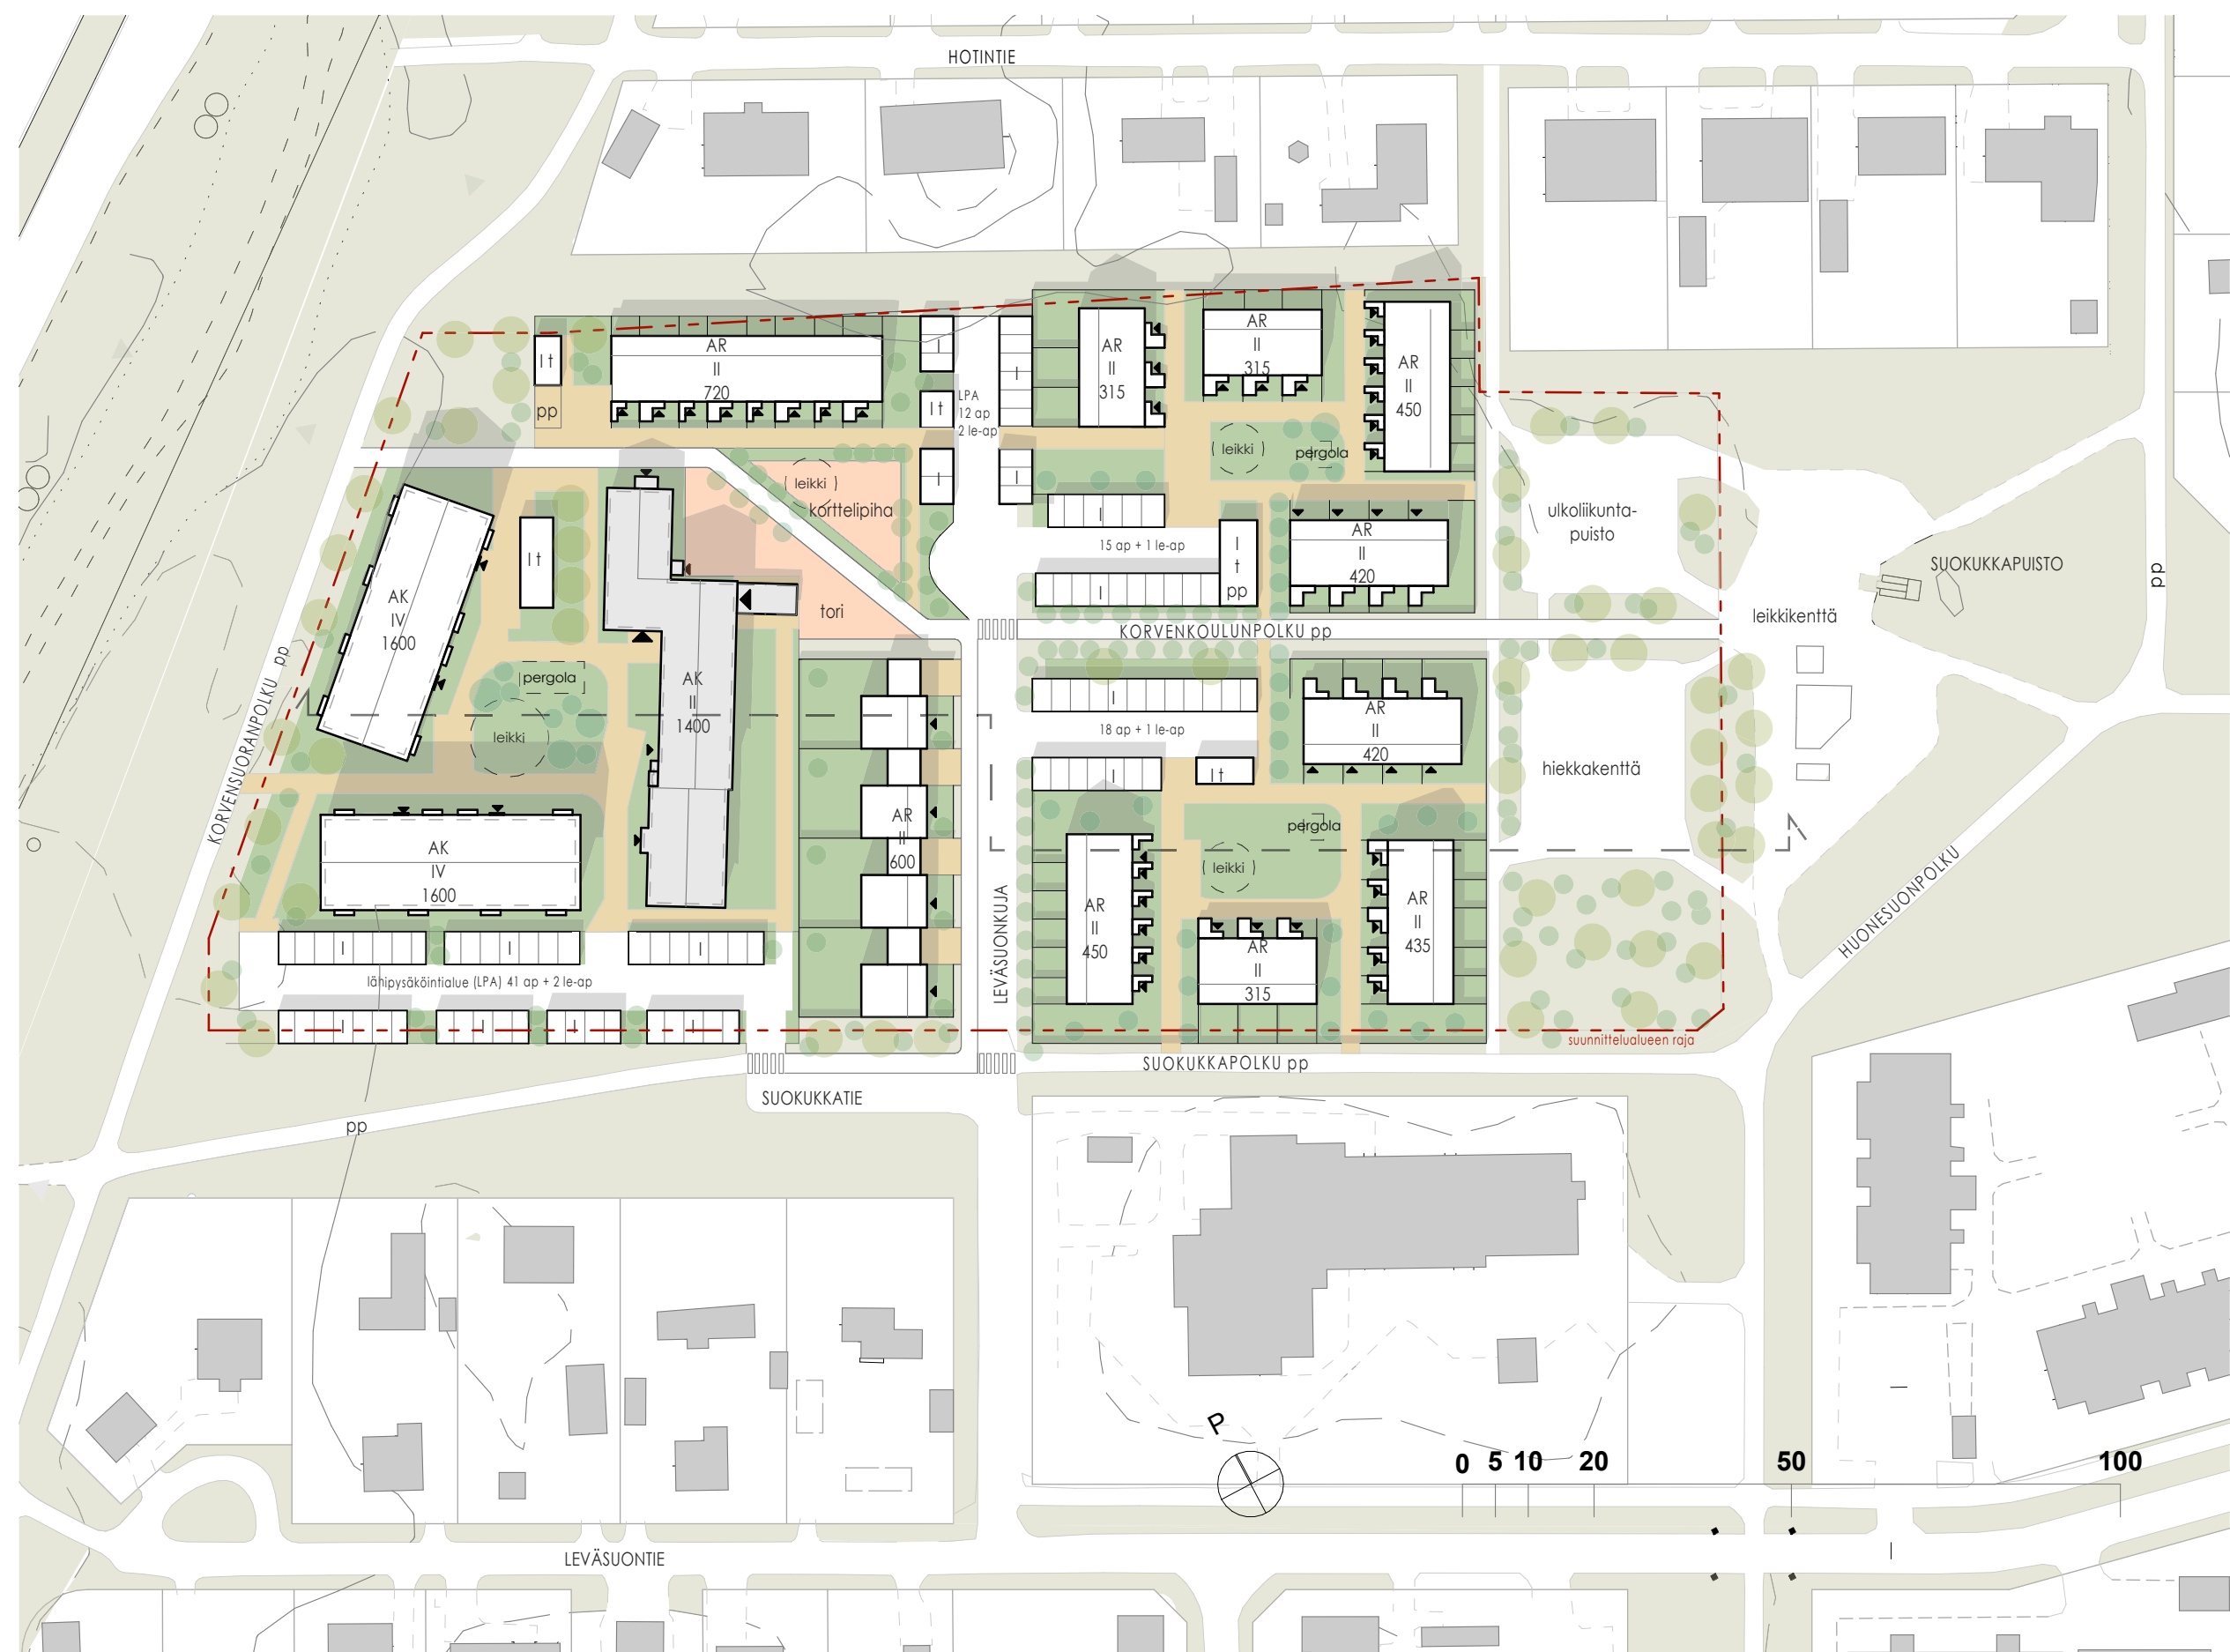 HOTINTIE
AR
II
720
I t
pp
I
I t
I
LPA
12 ap
2 le-ap
I
I
AR
II
315
AR
II
315
AR
II
450
leikki
pergola
leikki
korttelipiha
tori
I
15 ap + 1 le-ap
I
I
t
pp
AR
II
420
ulkoliikunta-
puisto
SUOKUKKAPUISTO
leikkikenttä
pp
KORVENKOULUNPOLKU pp
AK
IV
1600
I t
pergola
leikki
AK
II
1400
KORVENSUORANPOLKU pp
AK
IV
1600
AR
II
600
I
18 ap + 1 le-ap
I
I t
AR
II
420
hiekkakenttä
pergola
leikki
AR
II
450
AR
II
315
AR
II
435
LEVÄSUONKUJA
HUONESUONPOLKU
I
I
I
lähipysäköintialue (LPA) 41 ap + 2 le-ap
I
I
I
I
suunnittelualueen raja
SUOKUKKAPOLKU pp
SUOKUKKATIE
pp
P
0 5 10 20 50 100
LEVÄSUONTIE